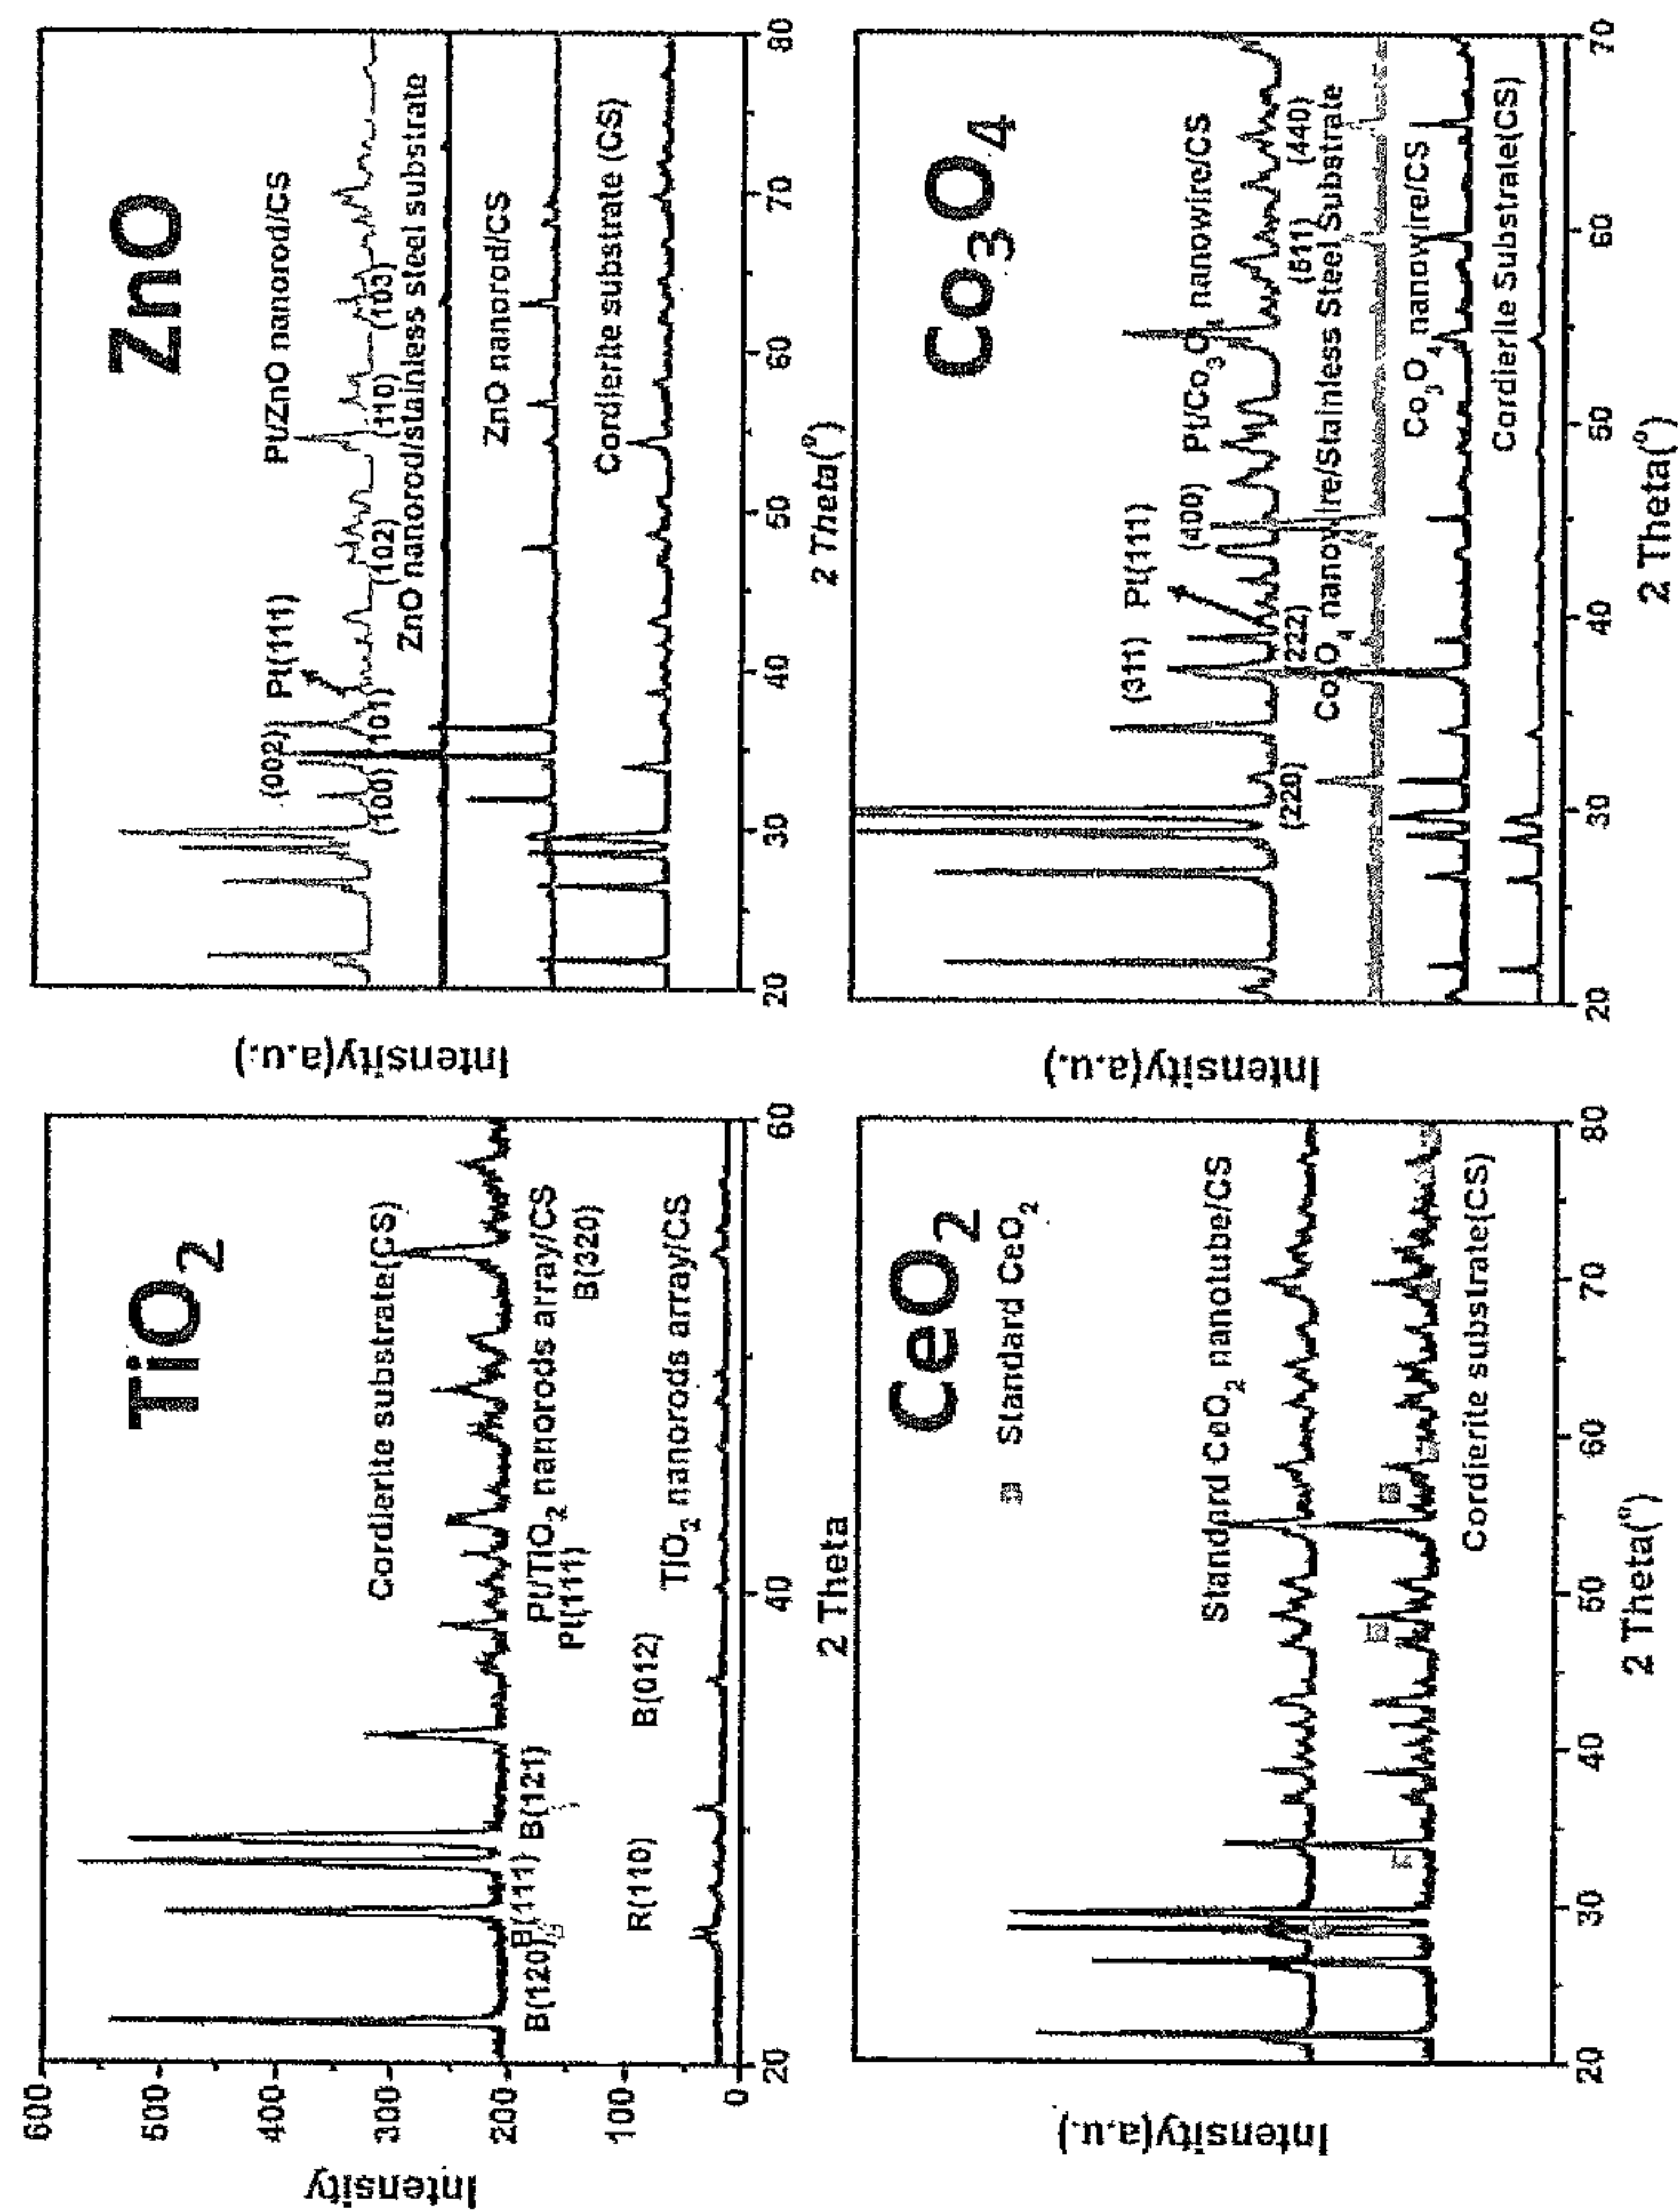 TiO2
Cordierite substrate(CS)
Pt/TiO2 nanorods array/CS
Pt(111)
B(320)
B(120)
B(111)
B(121)
TiO2 nanorods array/CS
R(110)
B(012)
Intensity
600
500
400
300
200
100
0
20
40
60
2 Theta
ZnO
Pt/ZnO nanorod/CS
(002)
Pt(111)
(100)
(101)
(102)
(110)
(103)
ZnO nanorod/stainless steel substrate
ZnO nanorod/CS
Cordierite substrate (CS)
Intensity(a.u.)
20
30
40
50
60
70
80
2 Theta(º)
CeO2
Standard CeO2
Standard CeO2 nanotube/CS
Cordierite substrate(CS)
Intensity(a.u.)
20
30
40
50
60
70
80
2 Theta(º)
Co3O4
(311)
Pt(111)
(400)
Pt/Co3O4 nanowire/CS
(220)
(222)
(511)
(440)
Co3O4 nanowire/Stainless Steel Substrate
Co3O4 nanowire/CS
Cordierile Substrate(CS)
Intensity(a.u.)
20
30
40
50
60
70
2 Theta(º)